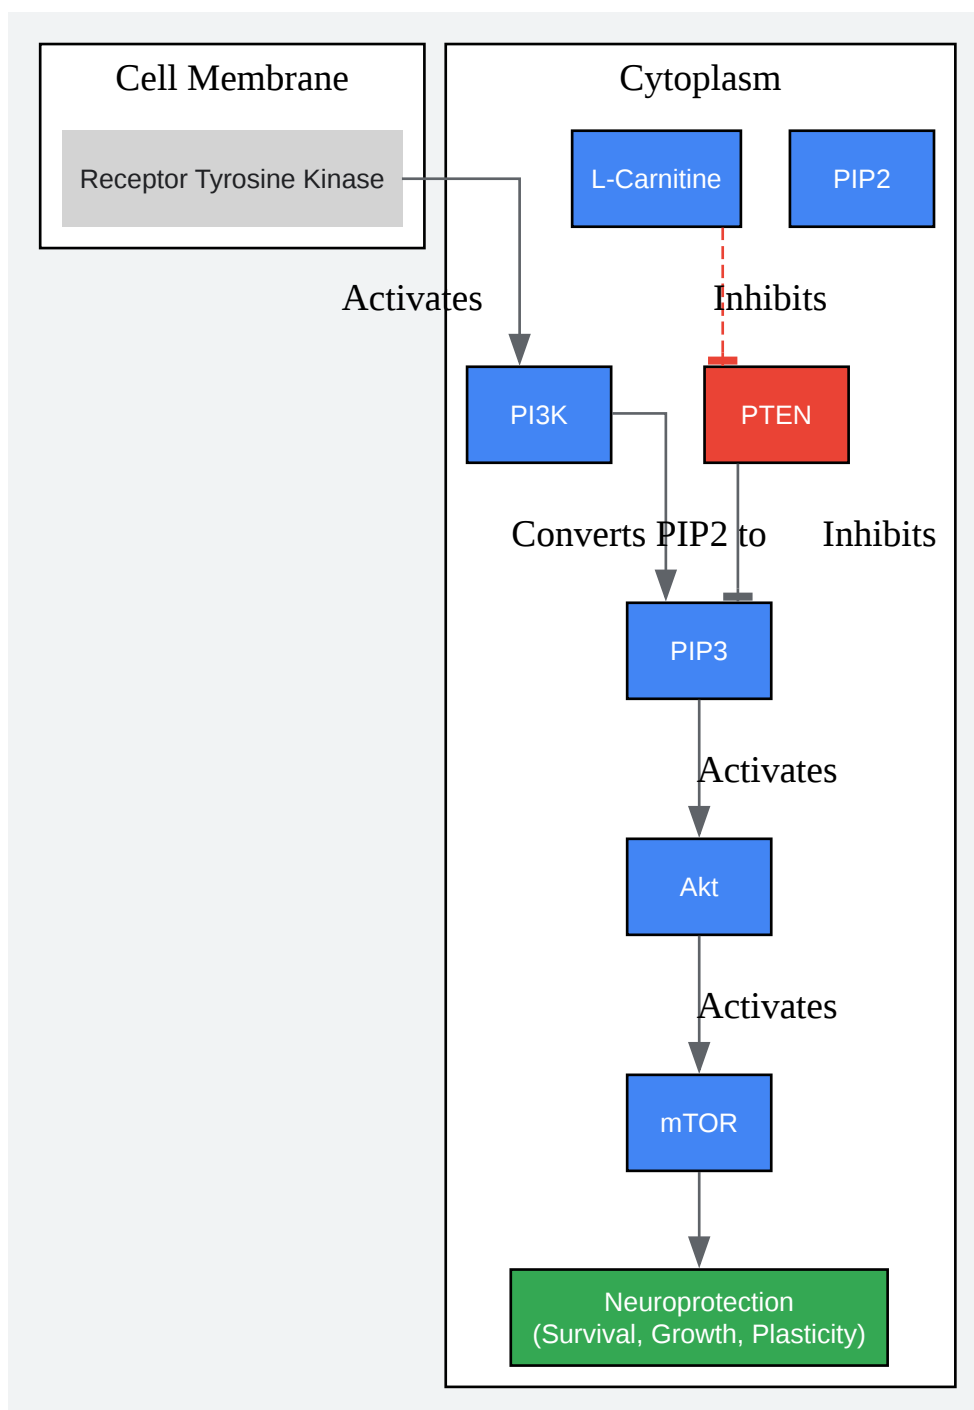 Cell Membrane
Cytoplasm
Receptor Tyrosine Kinase
L-Carnitine
PIP2
Activates
Inhibits
PI3K
PTEN
Converts PIP2 to
Inhibits
PIP3
Activates
Akt
Activates
mTOR
Neuroprotection
(Survival, Growth, Plasticity)